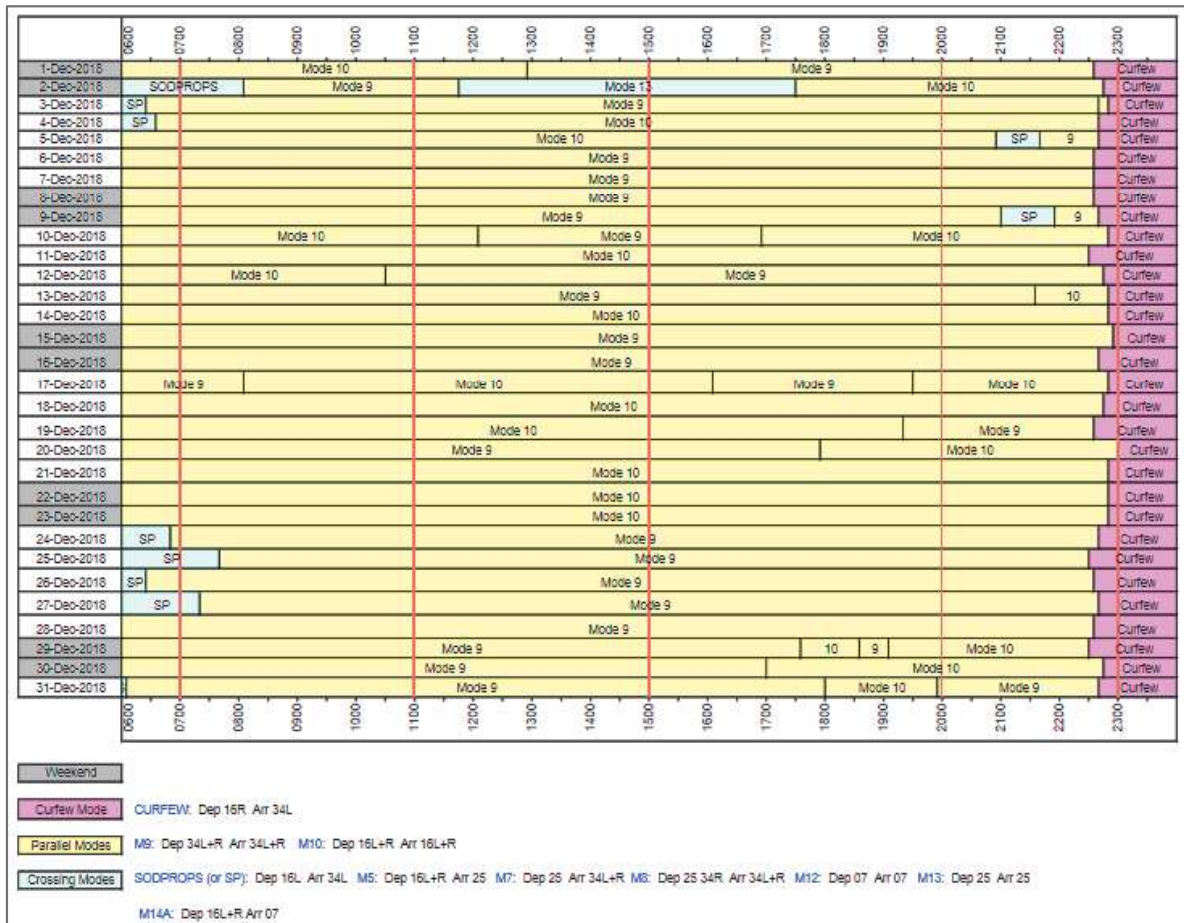 0600 0700 0800 0900 1000 1100 1200 1300 1400 1500 1600 1700 1800 1900 2000 2100 2200 2300
1-Dec-2018 Mode 10 Mode 9 Curfew
2-Dec-2018 SODPROPS Mode 9 Mode 13 Mode 10 Curfew
3-Dec-2018 SP Mode 9 Curfew
4-Dec-2018 SP Mode 10 Curfew
5-Dec-2018 Mode 10 SP 9 Curfew
6-Dec-2018 Mode 9 Curfew
7-Dec-2018 Mode 9 Curfew
8-Dec-2018 Mode 9 Curfew
9-Dec-2018 Mode 9 SP 9 Curfew
10-Dec-2018 Mode 10 Mode 9 Mode 10 Curfew
11-Dec-2018 Mode 10 Curfew
12-Dec-2018 Mode 10 Mode 9 Curfew
13-Dec-2018 Mode 9 10 Curfew
14-Dec-2018 Mode 10 Curfew
15-Dec-2018 Mode 9 Curfew
16-Dec-2018 Mode 9 Curfew
17-Dec-2018 Mode 9 Mode 10 Mode 9 Mode 10 Curfew
18-Dec-2018 Mode 10 Curfew
19-Dec-2018 Mode 10 Mode 9 Curfew
20-Dec-2018 Mode 9 Mode 10 Curfew
21-Dec-2018 Mode 10 Curfew
22-Dec-2018 Mode 10 Curfew
23-Dec-2018 Mode 10 Curfew
24-Dec-2018 SP Mode 9 Curfew
25-Dec-2018 SP Mode 9 Curfew
26-Dec-2018 SP Mode 9 Curfew
27-Dec-2018 SP Mode 9 Curfew
28-Dec-2018 Mode 9 Curfew
29-Dec-2018 Mode 9 10 9 Mode 10 Curfew
30-Dec-2018 Mode 9 Mode 10 Curfew
31-Dec-2018 Mode 9 Mode 10 Mode 9 Curfew
0600 0700 0800 0900 1000 1100 1200 1300 1400 1500 1600 1700 1800 1900 2000 2100 2200 2300
Weekend
Curfew Mode CURFEW: Dep 16R Arr 34L
Parallel Modes M9: Dep 34L+R Arr 34L+R M10: Dep 16L+R Arr 16L+R
Crossing Modes SODPROPS (or SP): Dep 16L Arr 34L M5: Dep 16L+R Arr 25 M7: Dep 25 Arr 34L+R M8: Dep 25 34R Arr 34L+R M12: Dep 07 Arr 07 M13: Dep 25 Arr 25
M14A: Dep 16L+R Arr 07